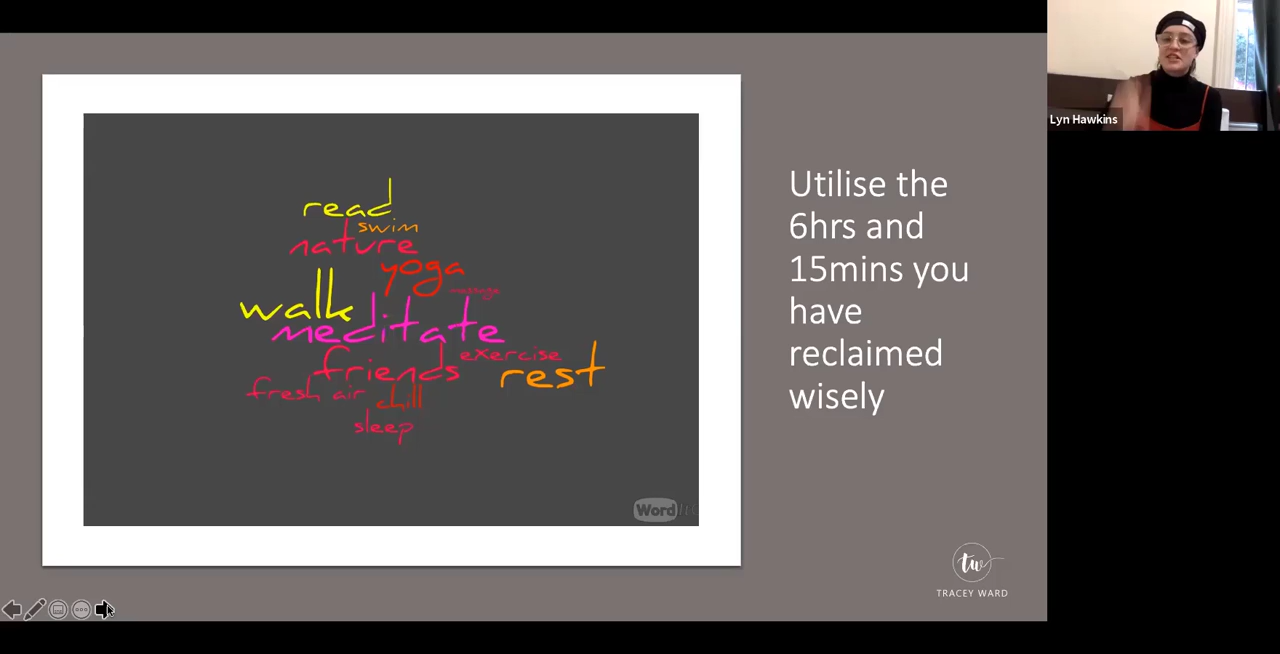 read
swim
nature
yoga
walk
meditate
friends
exercise
rest
fresh air
chill
sleep
Word
Utilise the
6hrs and
15mins you
have
reclaimed
wisely
tw
TRACEY WARD
Lyn Hawkins